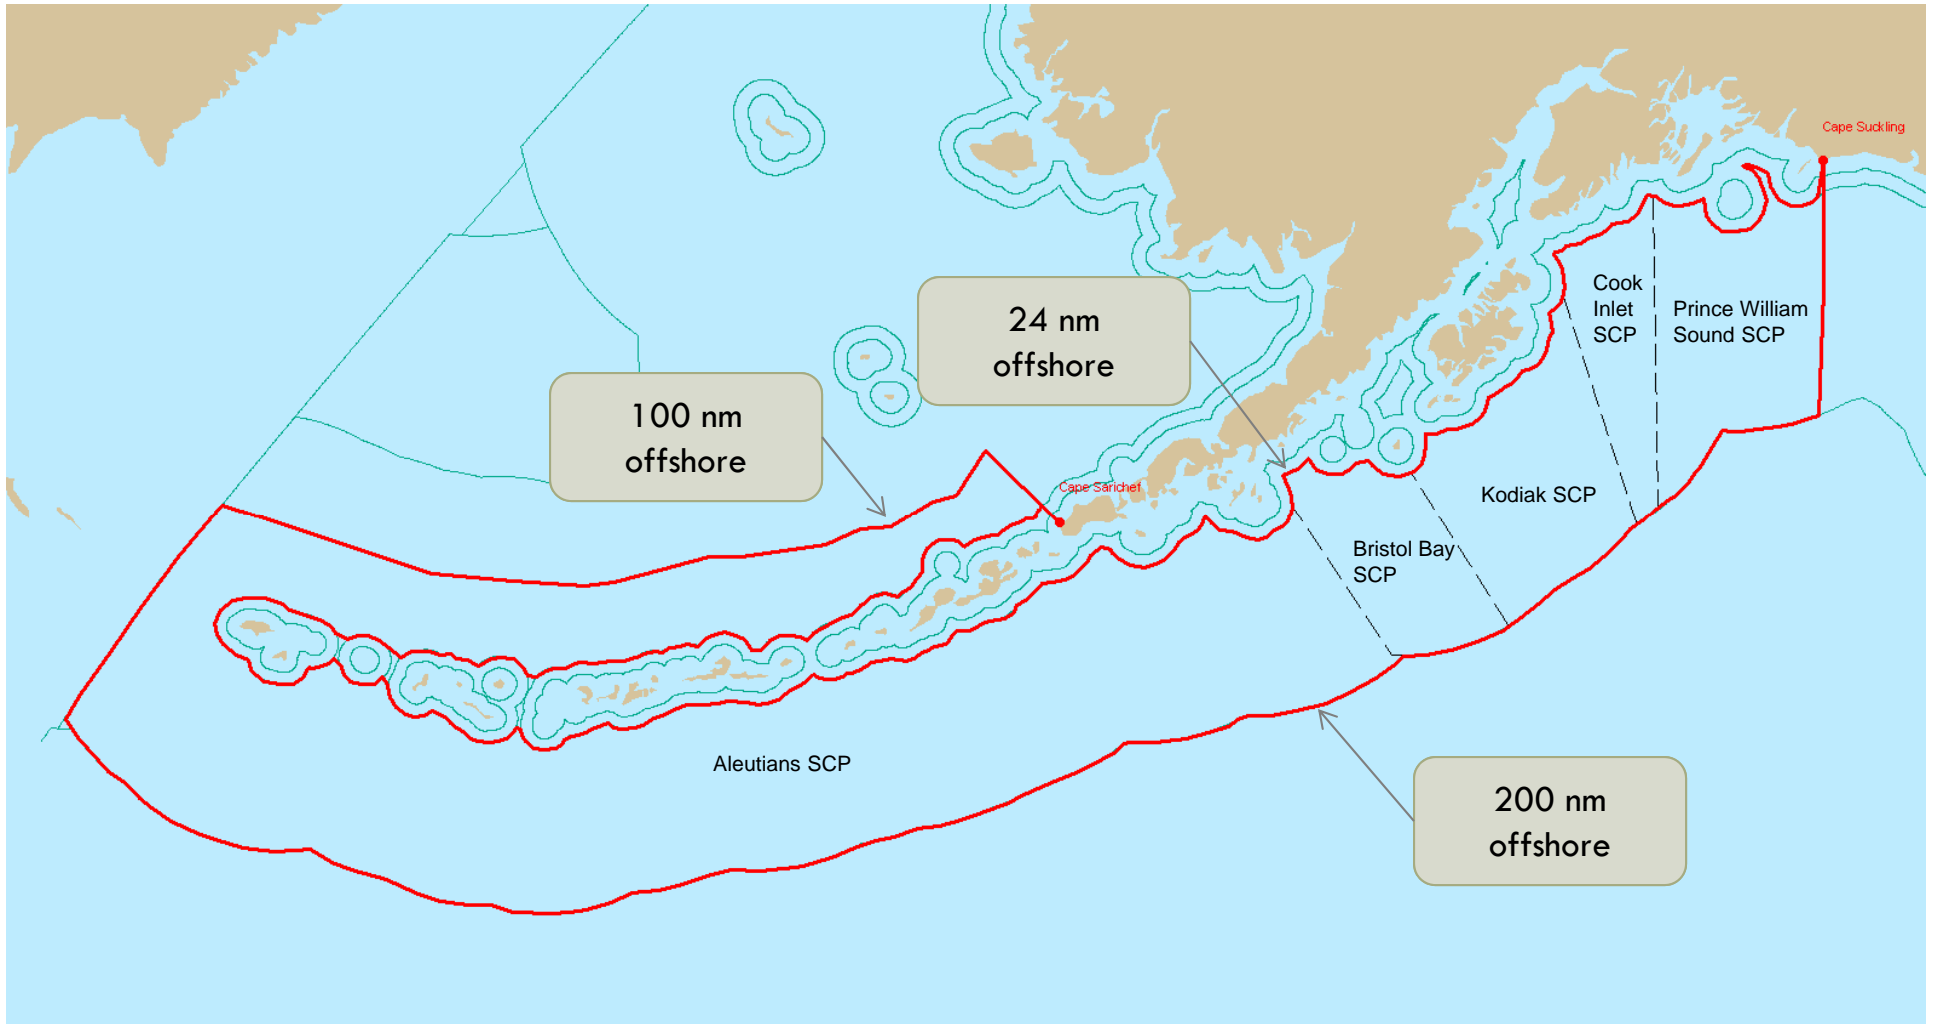 Cape Suckling
Cook
Inlet
SCP
Prince William
Sound SCP
24 nm
offshore
100 nm
offshore
Cape Sarichef
Kodiak SCP
Bristol Bay
SCP
Aleutians SCP
200 nm
offshore